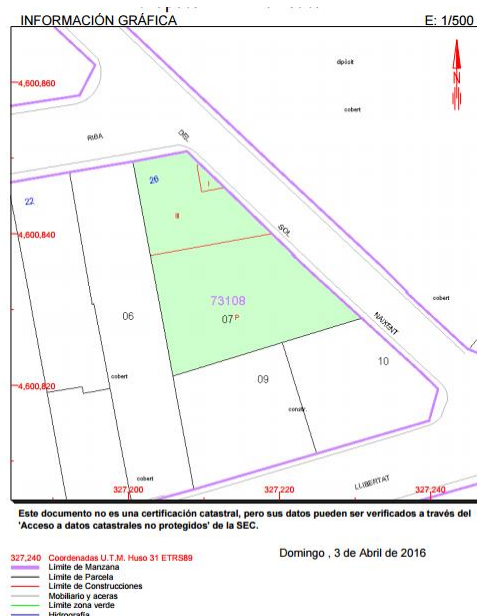 INFORMACIÓN GRÁFICA E: 1/500
dipòsit
4,600,860
N
cobert
RIBA DEL
26
I
22
II
4,600,840
SOL
73108
cobert
06
07 P
NAIXENT
10
cobert
09
4,600,820
constr.
cobert
LLIBERTAT
327,200 327,220 327,240
Este documento no es una certificación catastral, pero sus datos pueden ser verificados a través del
'Acceso a datos catastrales no protegidos' de la SEC.
Domingo , 3 de Abril de 2016
327,240 Coordenadas U.T.M. Huso 31 ETRS89
Límite de Manzana
Límite de Parcela
Límite de Construcciones
Mobiliario y aceras
Límite zona verde
Hidrografía